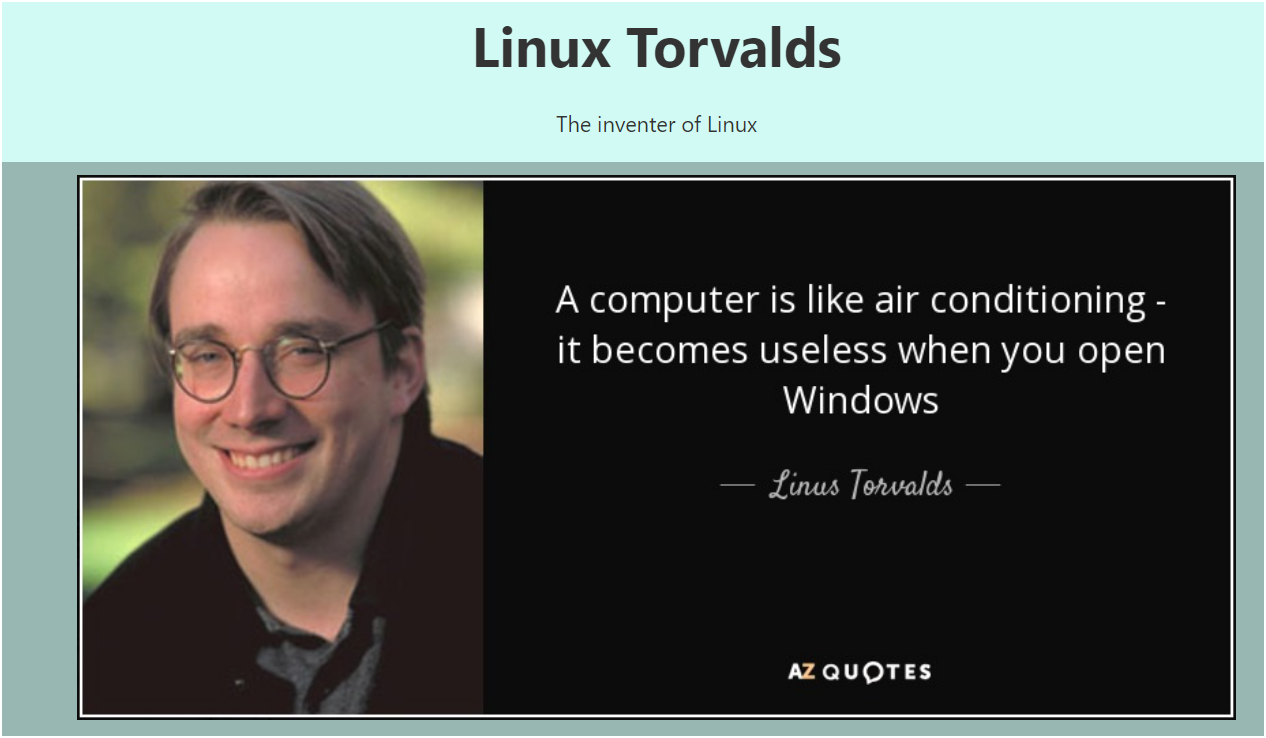 Linux Torvalds
The inventer of Linux
A computer is like air conditioning -
it becomes useless when you open
Windows
Linus Torvalds
AZ QUOTES